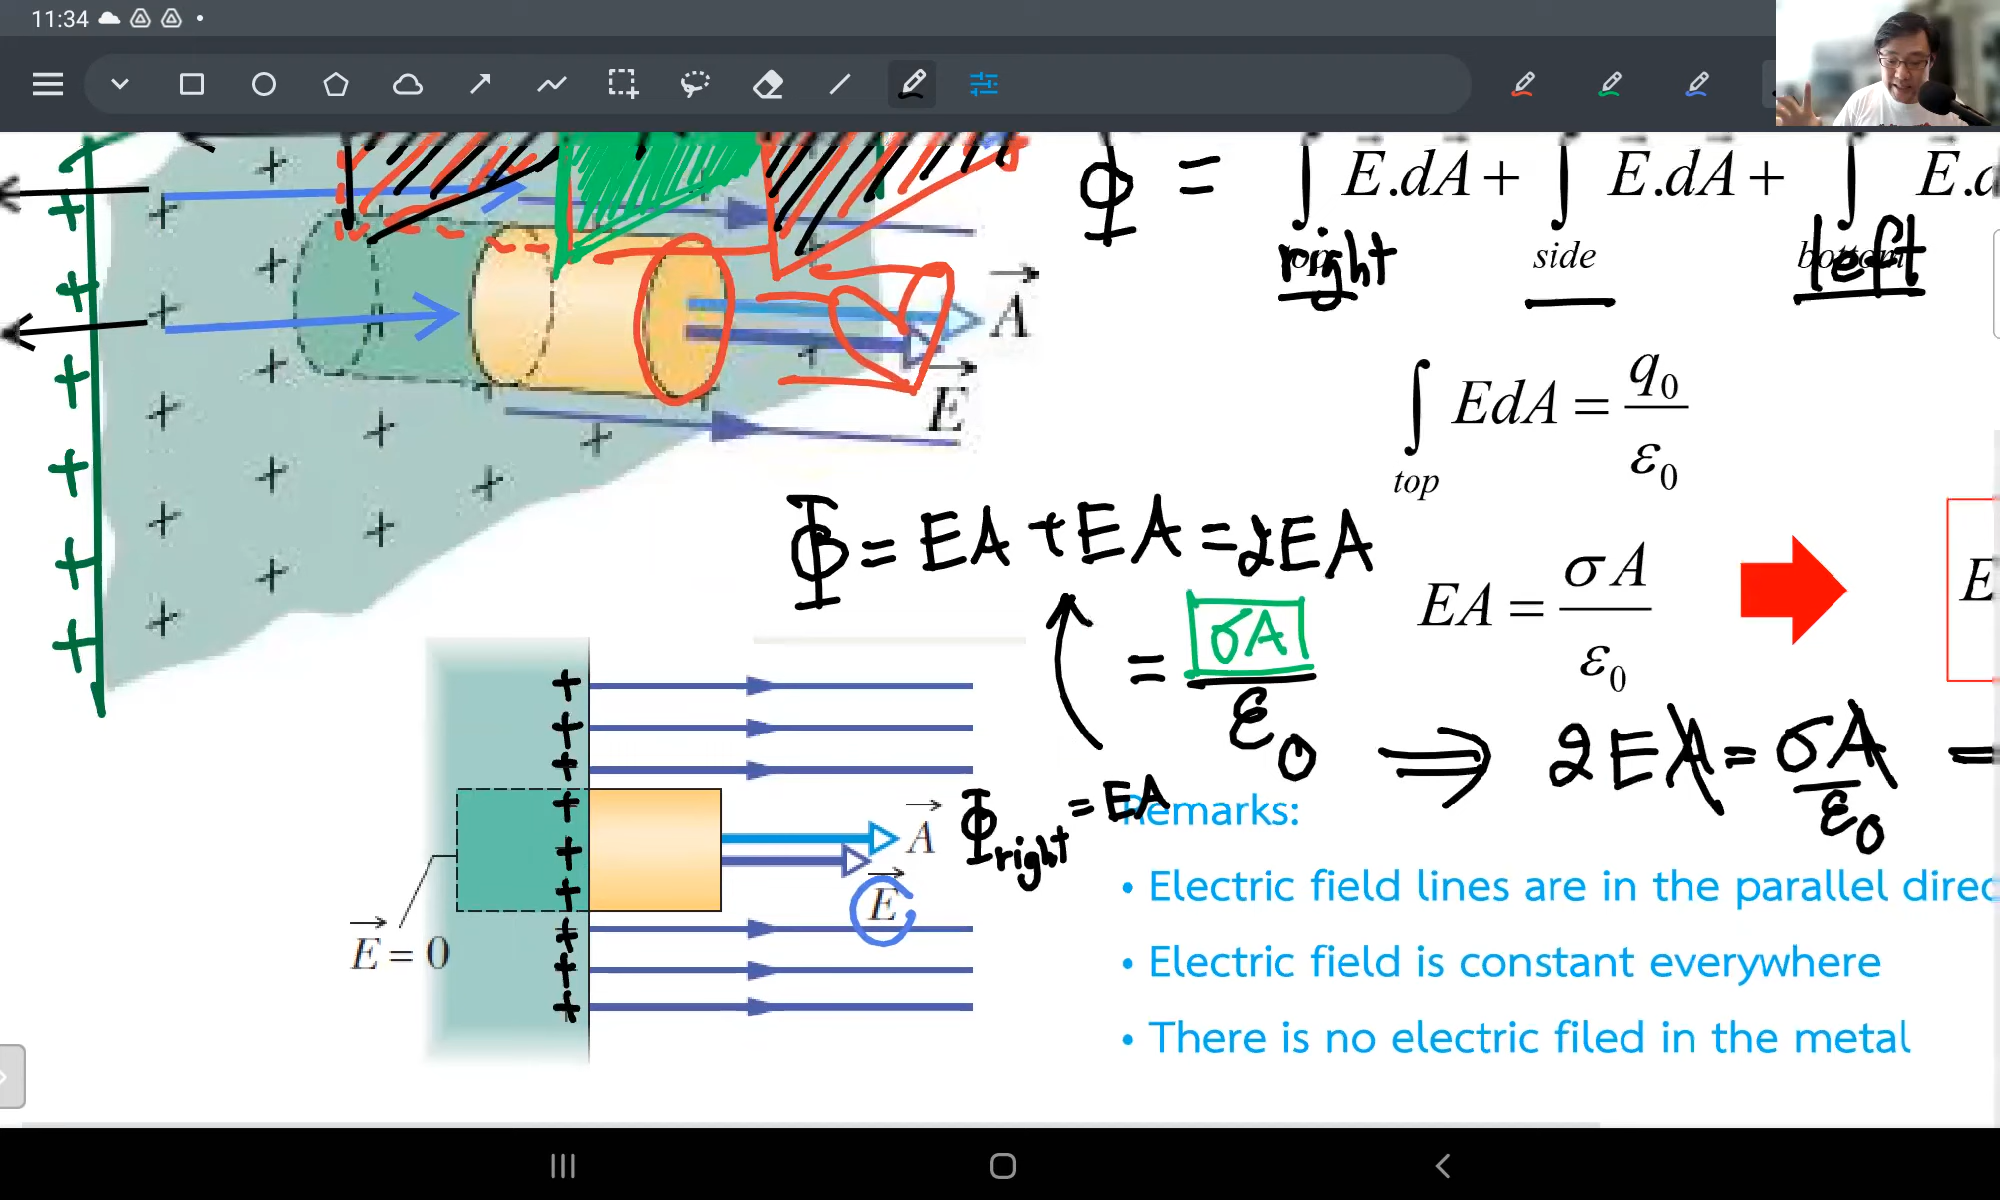 11:34
Φ = ∫ E.dA + ∫ E.dA + ∫ E.
right side left
A
E
∫ EdA = q0/ε0
top
Φ = EA + EA = 2EA
EA = σA/ε0
E
= σA/ε0
⇒ 2EA = σA/ε0 =
Φright = EA
A
E
E = 0
Remarks:
• Electric field lines are in the parallel direc
• Electric field is constant everywhere
• There is no electric filed in the metal